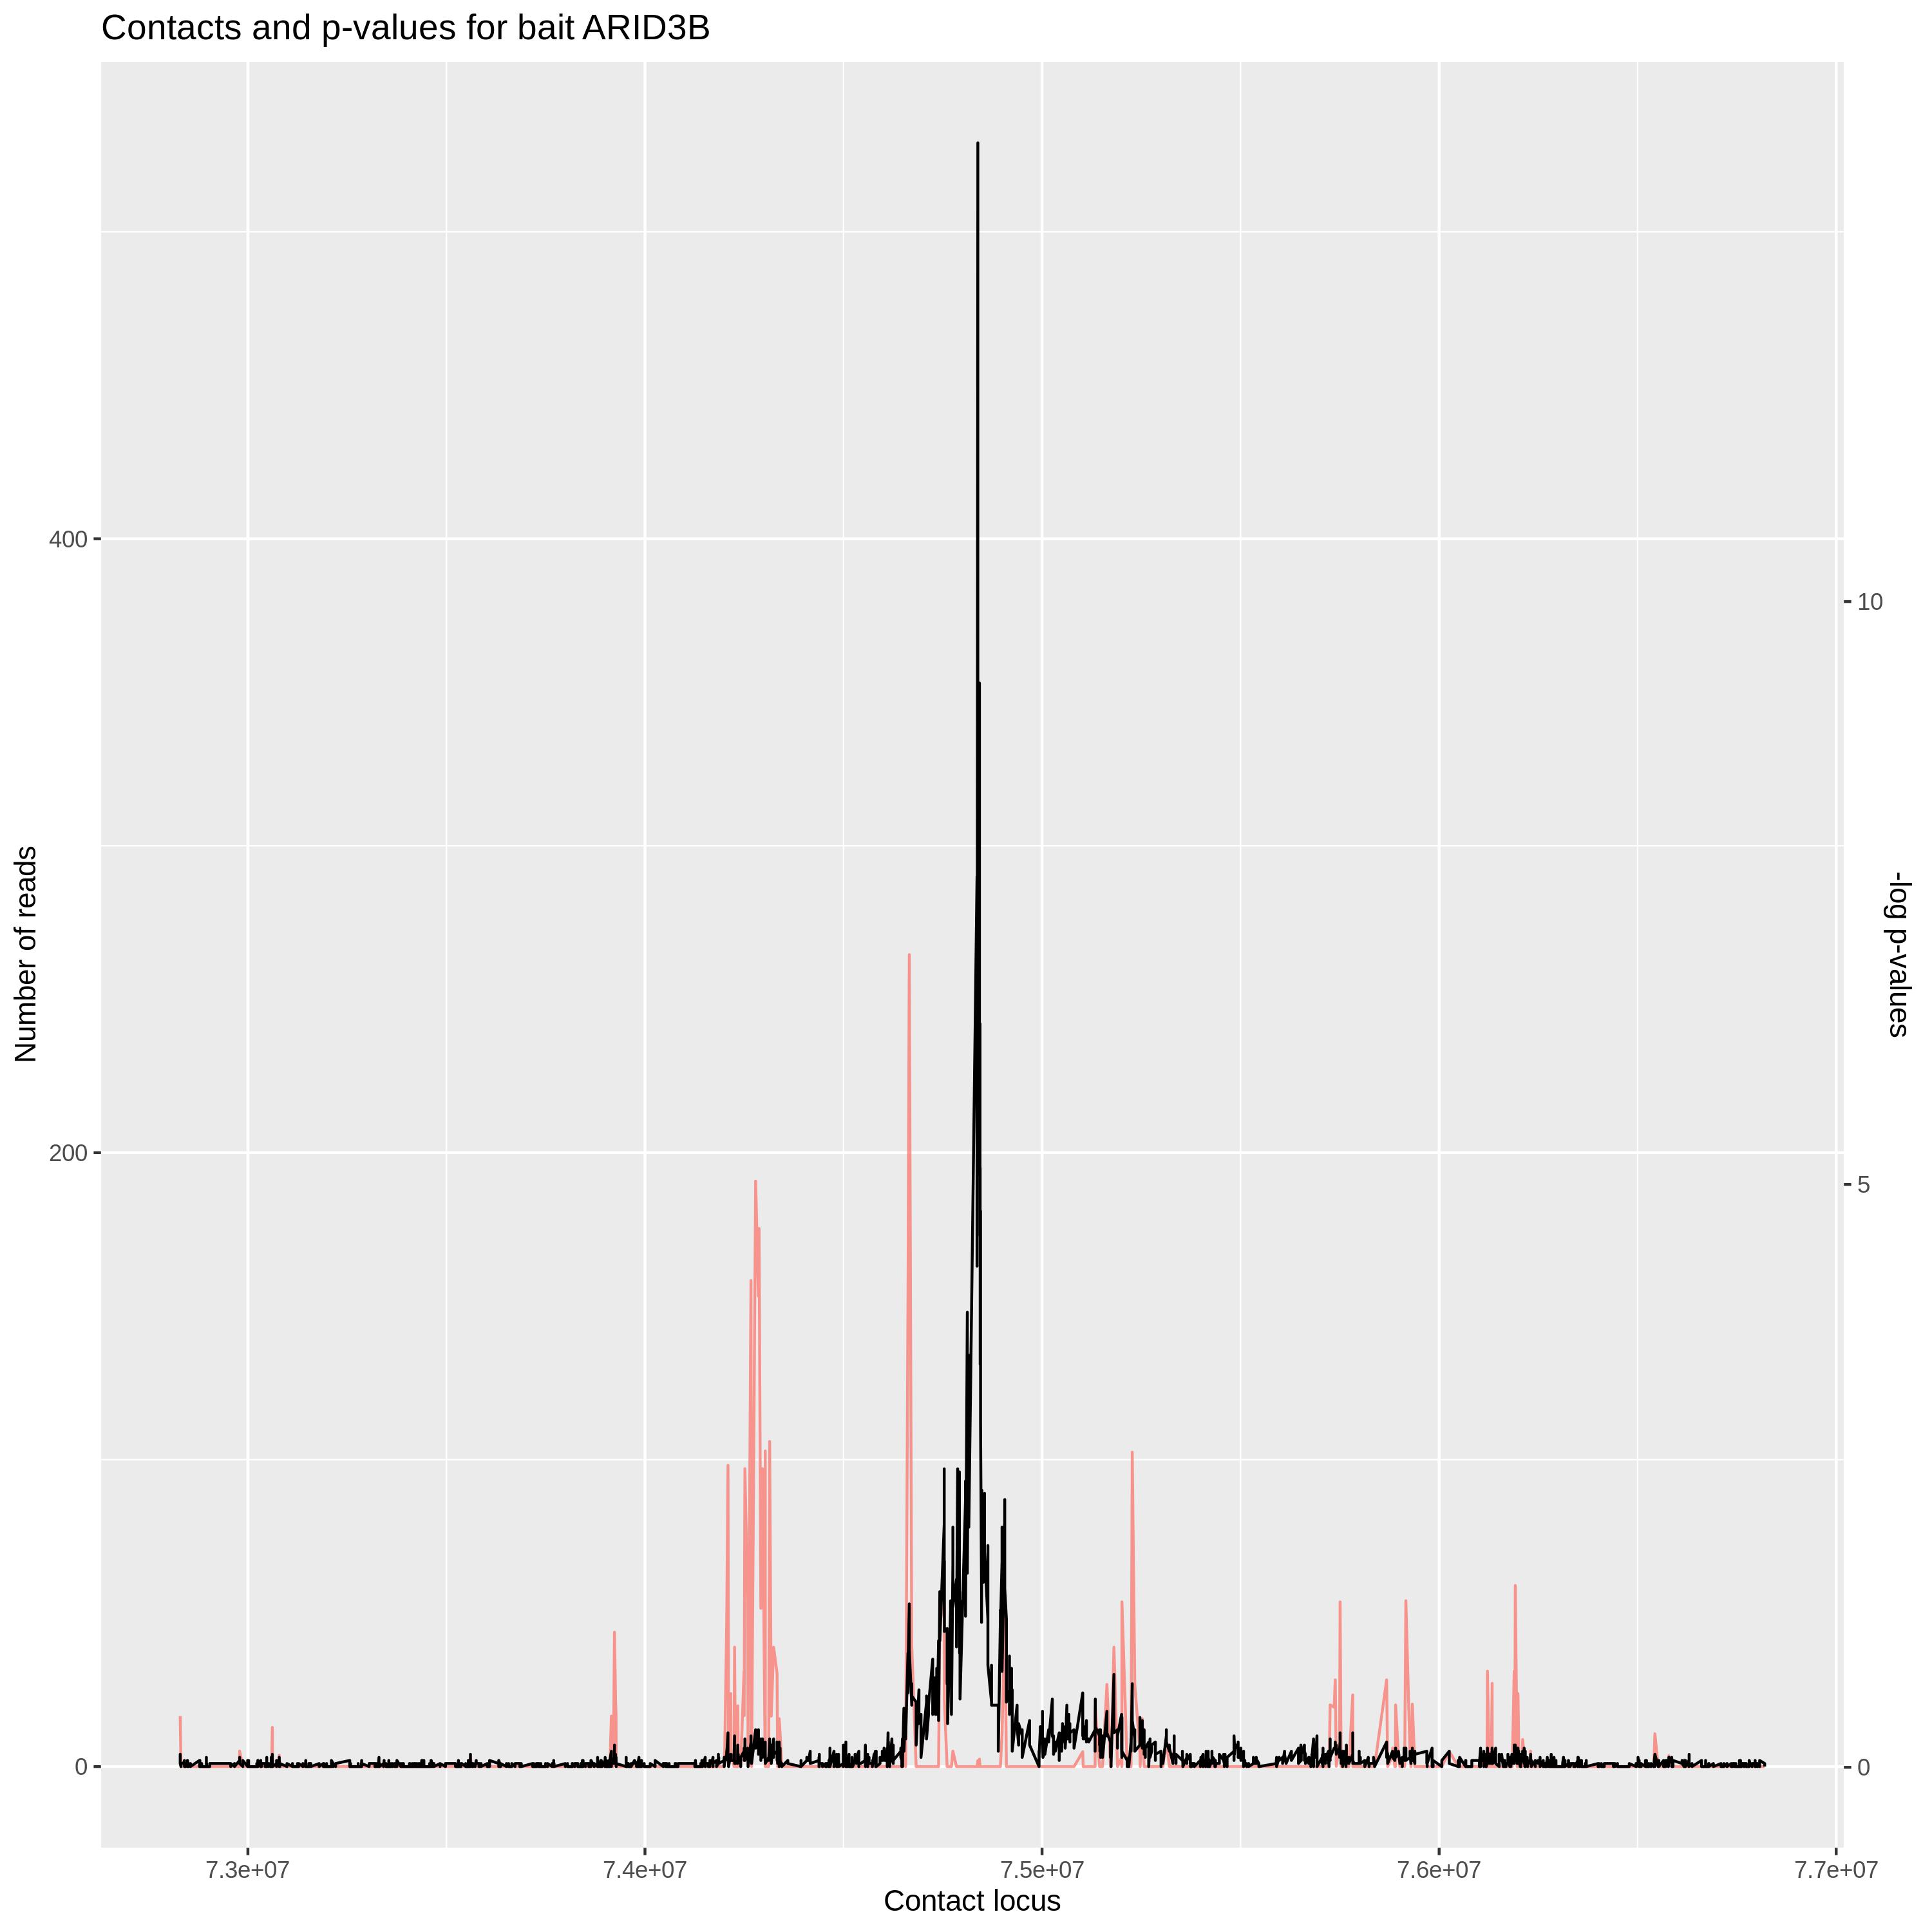 Contacts and p-values for bait ARID3B
Number of reads
400
200
0
10
5
0
-log p-values
7.3e+07
7.4e+07
7.5e+07
7.6e+07
7.7e+07
Contact locus